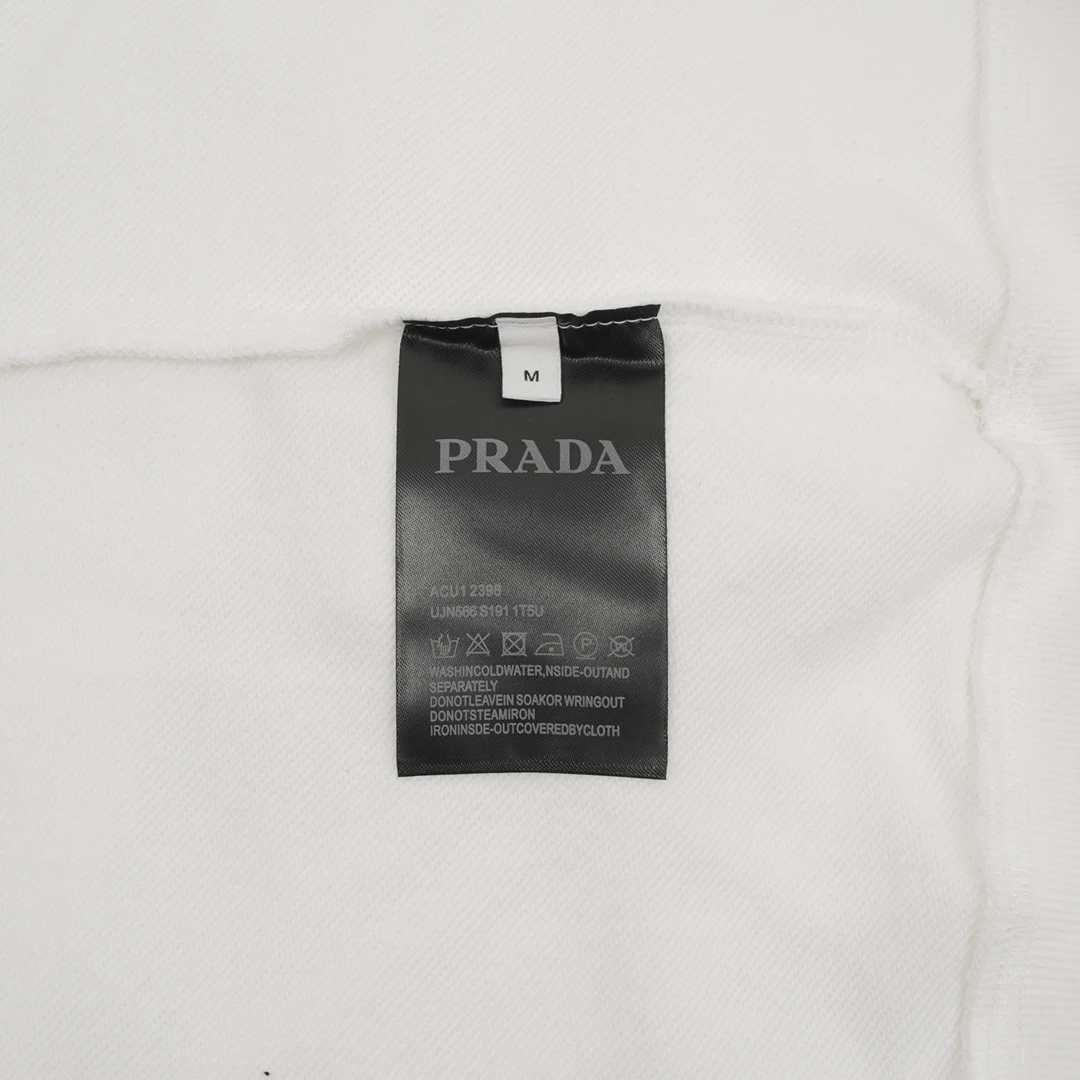 M
PRADA
ACU1 2398
UJN566 S191 1T5U
P
W
WASHINCOLDWATER,NSIDE-OUTAND
SEPARATELY
DONOTLEAVEIN SOAKOR WRINGOUT
DONOTSTEAMIRON
IRONINSDE-OUTCOVEREDBYCLOTH